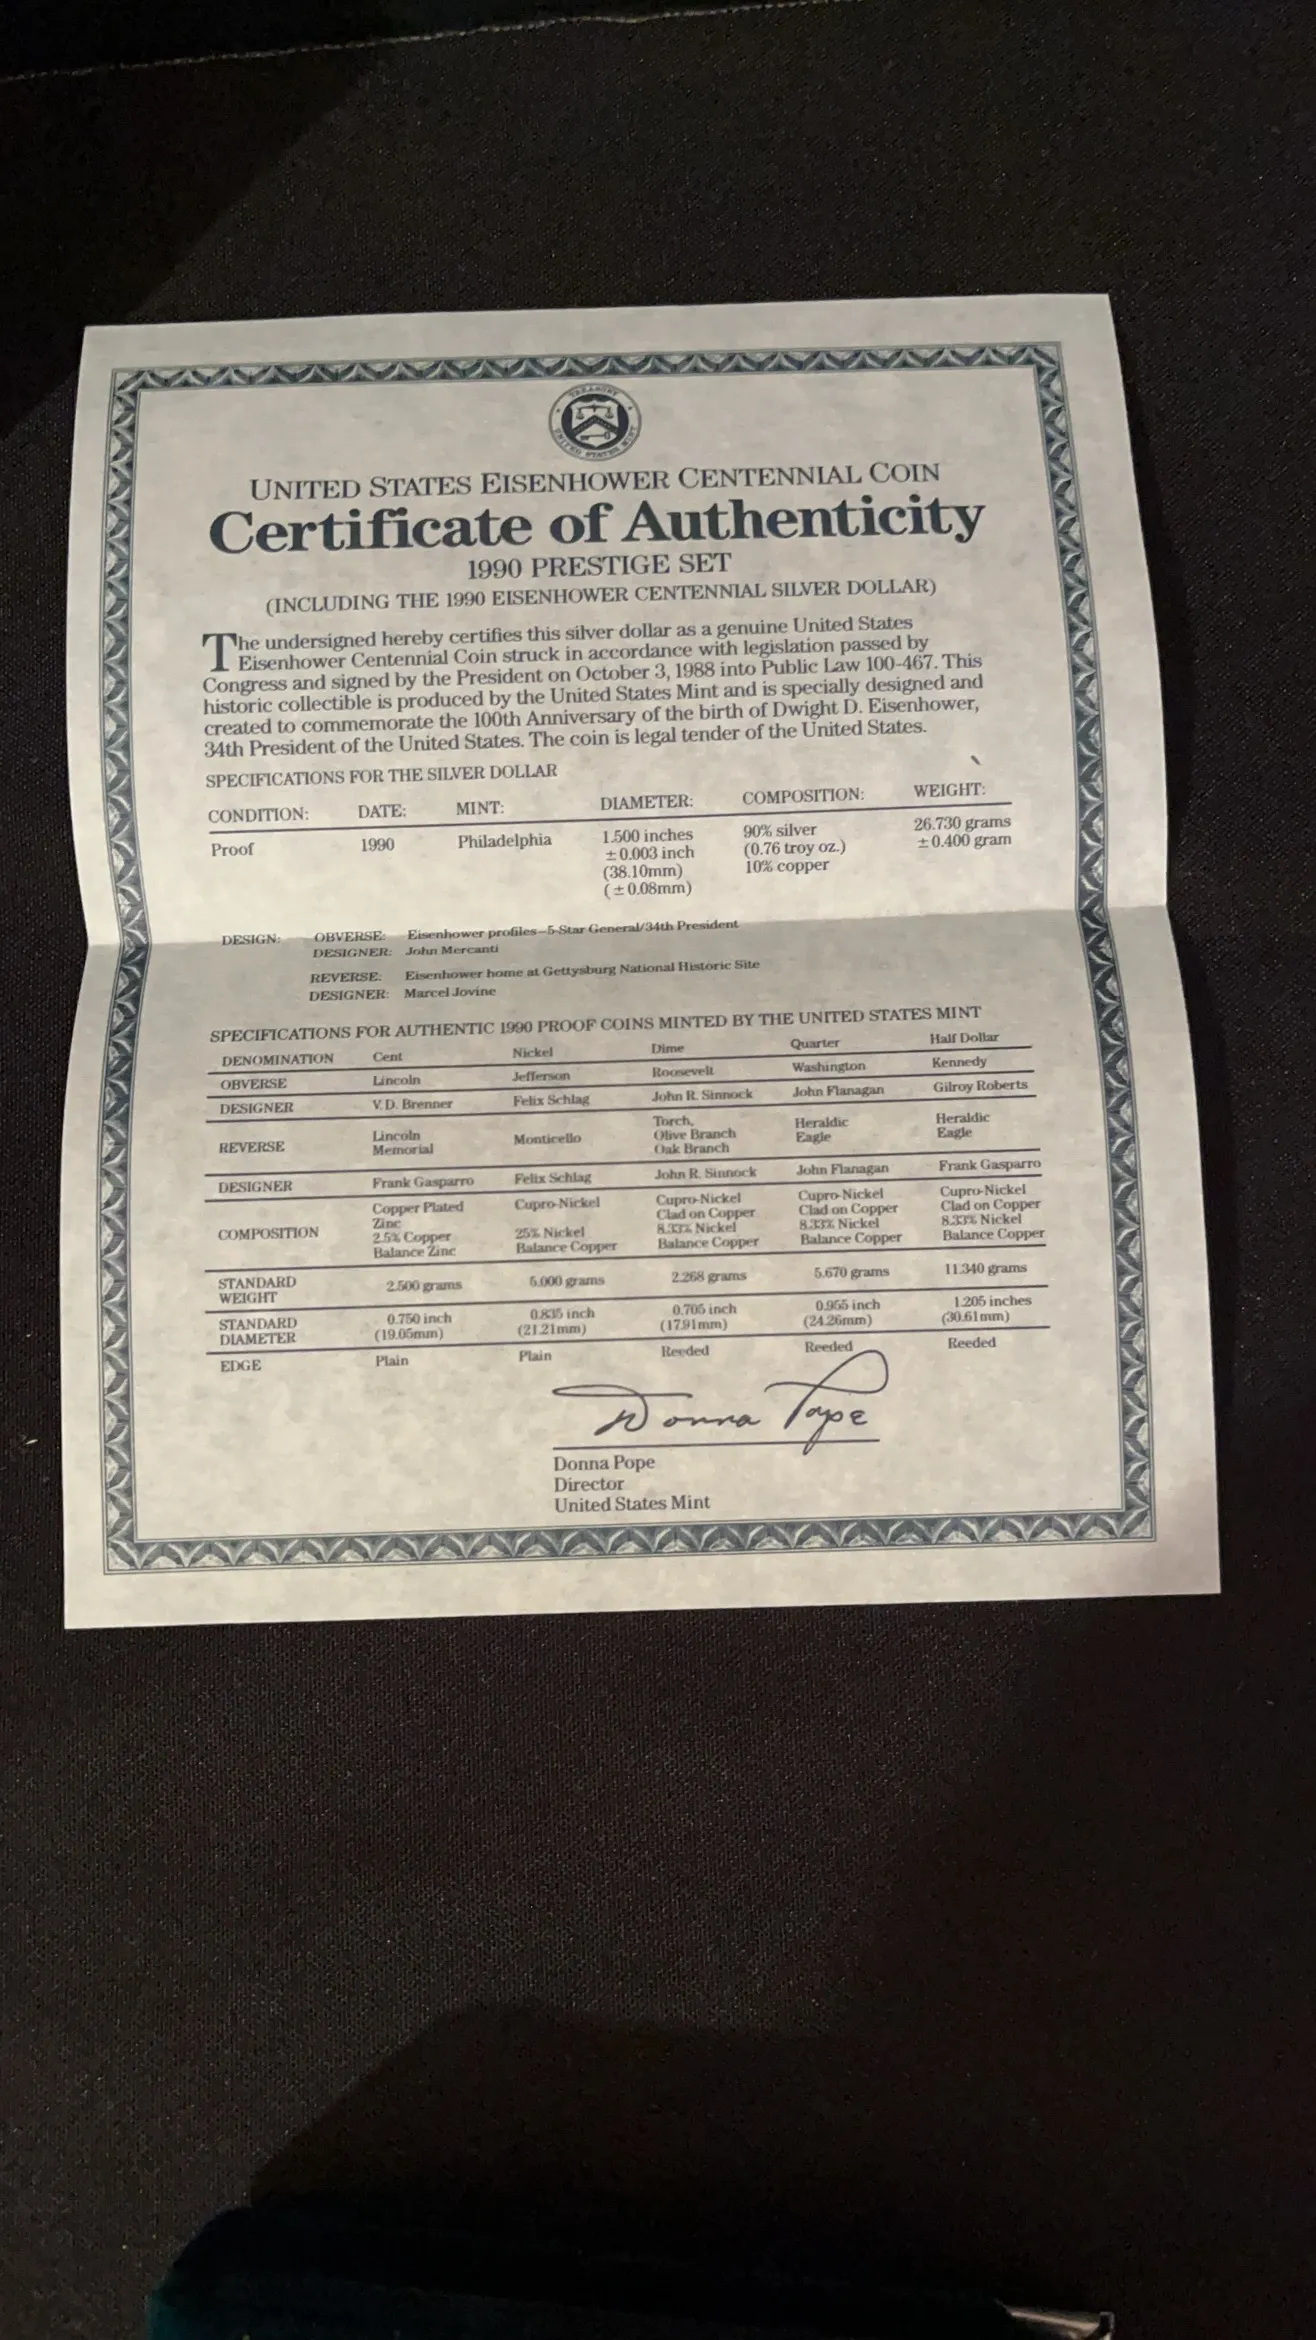 TREASURY
UNITED STATES MINT
UNITED STATES EISENHOWER CENTENNIAL COIN
Certificate of Authenticity
1990 PRESTIGE SET
(INCLUDING THE 1990 EISENHOWER CENTENNIAL SILVER DOLLAR)
The undersigned hereby certifies this silver dollar as a genuine United States
Eisenhower Centennial Coin struck in accordance with legislation passed by
Congress and signed by the President on October 3, 1988 into Public Law 100-467. This
historic collectible is produced by the United States Mint and is specially designed and
created to commemorate the 100th Anniversary of the birth of Dwight D. Eisenhower,
34th President of the United States. The coin is legal tender of the United States.
SPECIFICATIONS FOR THE SILVER DOLLAR
CONDITION: DATE: MINT: DIAMETER: COMPOSITION: WEIGHT:
Proof 1990 Philadelphia 1.500 inches 90% silver 26.730 grams
±0.003 inch (0.76 troy oz.) ±0.400 gram
(38.10mm) 10% copper
(±0.08mm)
DESIGN: OBVERSE: Eisenhower profiles—5-Star General/34th President
DESIGNER: John Mercanti
REVERSE: Eisenhower home at Gettysburg National Historic Site
DESIGNER: Marcel Jovine
SPECIFICATIONS FOR AUTHENTIC 1990 PROOF COINS MINTED BY THE UNITED STATES MINT
DENOMINATION Cent Nickel Dime Quarter Half Dollar
OBVERSE Lincoln Jefferson Roosevelt Washington Kennedy
DESIGNER V.D. Brenner Felix Schlag John R. Sinnock John Flanagan Gilroy Roberts
REVERSE Lincoln Monticello Torch, Heraldic Heraldic
Memorial Olive Branch Eagle Eagle
Oak Branch
DESIGNER Frank Gasparro Felix Schlag John R. Sinnock John Flanagan Frank Gasparro
COMPOSITION Copper Plated Cupro-Nickel Cupro-Nickel Cupro-Nickel Cupro-Nickel
Zinc Clad on Copper Clad on Copper Clad on Copper
2.5% Copper 25% Nickel 8.33% Nickel 8.33% Nickel 8.33% Nickel
Balance Zinc Balance Copper Balance Copper Balance Copper Balance Copper
STANDARD 2.500 grams 5.000 grams 2.268 grams 5.670 grams 11.340 grams
WEIGHT
STANDARD 0.750 inch 0.835 inch 0.705 inch 0.955 inch 1.205 inches
DIAMETER (19.05mm) (21.21mm) (17.91mm) (24.26mm) (30.61mm)
EDGE Plain Plain Reeded Reeded Reeded
Donna Pope
Donna Pope
Director
United States Mint